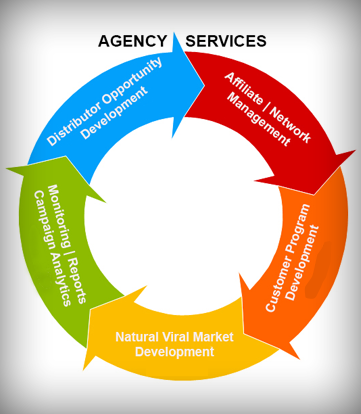 AGENCY SERVICES
Distributor Opportunity
Development
Affiliate | Network
Management
Customer Program
Development
Natural Viral Market
Development
Monitoring | Reports
Campaign Analytics